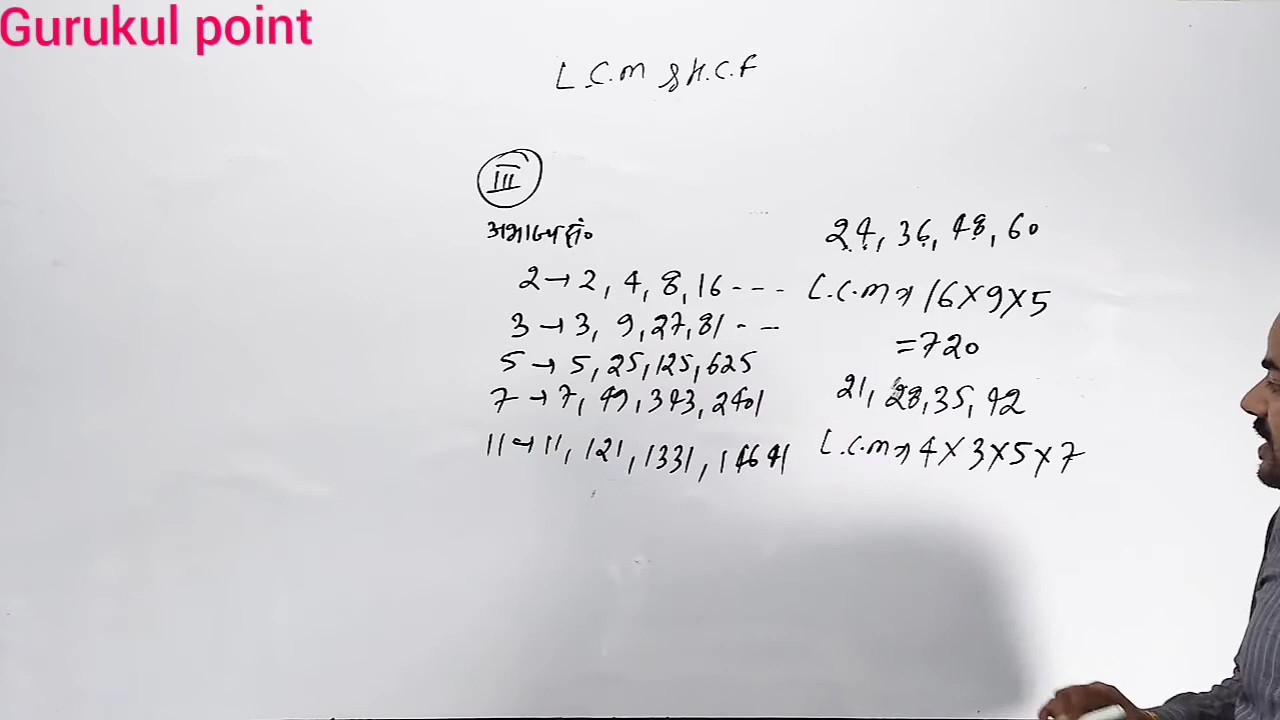 Gurukul point
L.C.M & H.C.F
III
अभाज्य सं०
2→2, 4, 8, 16----
3→3, 9, 27, 81---
5→5, 25, 125, 625
7→7, 49, 343, 2401
11→11, 121, 1331, 14641
24, 36, 48, 60
L.C.M→16×9×5
=720
21, 28, 35, 42
L.C.M→4×3×5×7